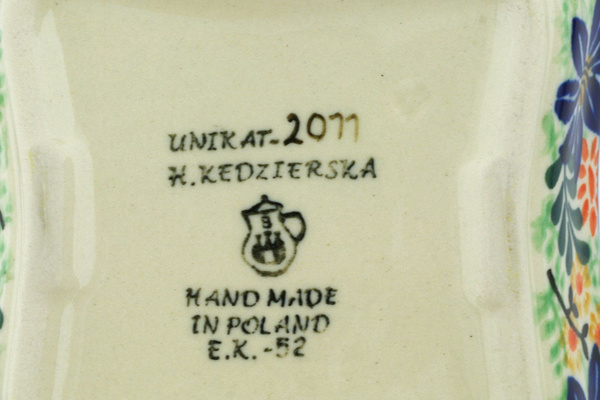 UNIKAT-2011
H.KEDZIERSKA
B
HAND MADE
IN POLAND
E.K.-52